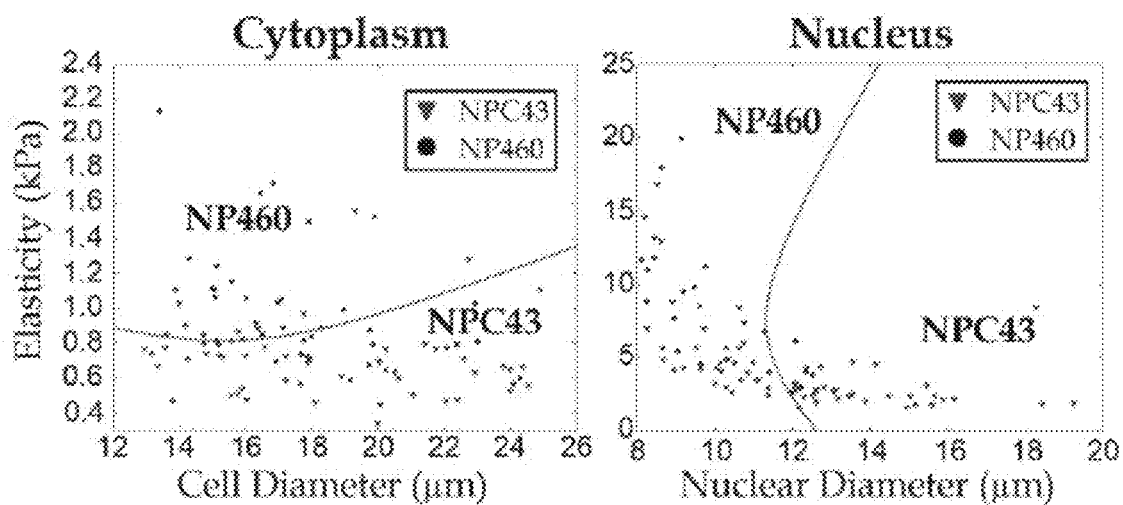 Cytoplasm
Elasticity (kPa)
2.4
2.2
2.0
1.8
1.6
1.4
1.2
1.0
0.8
0.6
0.4
NPC43
NP460
NP460
NPC43
12 14 16 18 20 22 24 26
Cell Diameter (μm)
Nucleus
25
20
15
10
5
0
NP460
NPC43
NP460
NPC43
8 10 12 14 16 18 20
Nuclear Diameter (μm)